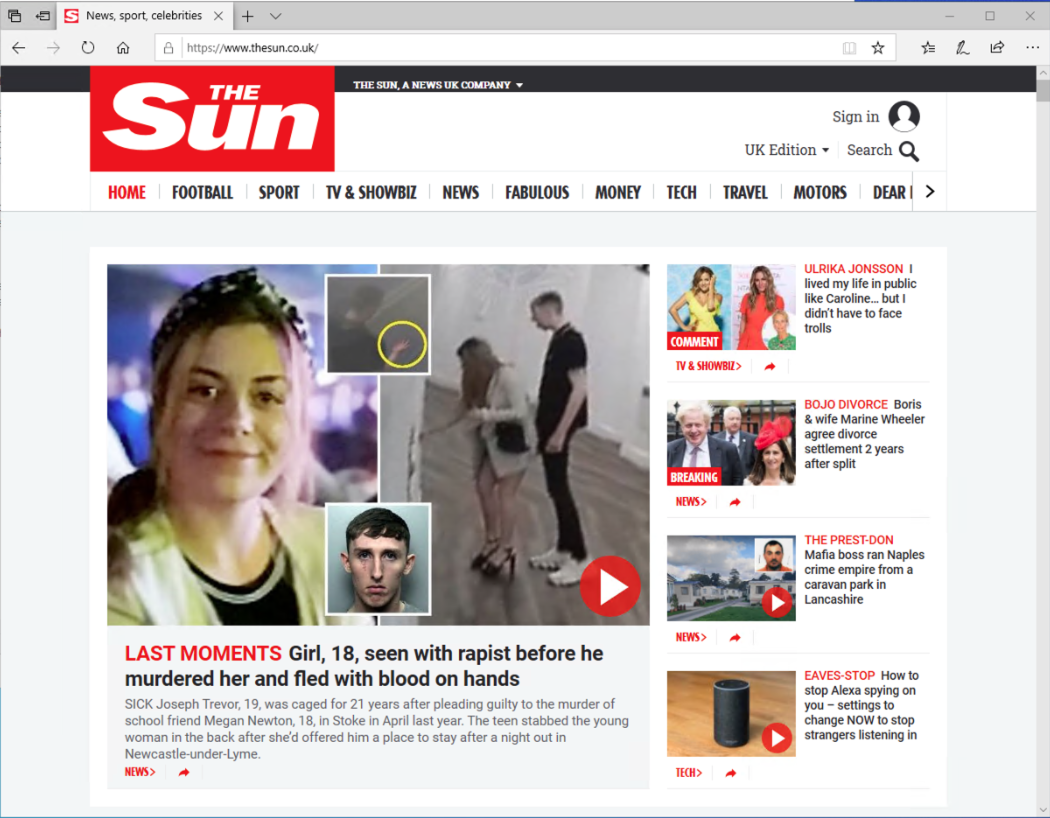 News, sport, celebrities
https://www.thesun.co.uk/
THE SUN, A NEWS UK COMPANY
THE
Sun
Sign in
UK Edition
Search
HOME
FOOTBALL
SPORT
TV & SHOWBIZ
NEWS
FABULOUS
MONEY
TECH
TRAVEL
MOTORS
DEAR
LAST MOMENTS Girl, 18, seen with rapist before he
murdered her and fled with blood on hands
SICK Joseph Trevor, 19, was caged for 21 years after pleading guilty to the murder of
school friend Megan Newton, 18, in Stoke in April last year. The teen stabbed the young
woman in the back after she'd offered him a place to stay after a night out in
Newcastle-under-Lyme.
NEWS>
COMMENT
ULRIKA JONSSON I
lived my life in public
like Caroline... but I
didn't have to face
trolls
TV & SHOWBIZ>
BREAKING
BOJO DIVORCE Boris
& wife Marine Wheeler
agree divorce
settlement 2 years
after split
NEWS>
THE PREST-DON
Mafia boss ran Naples
crime empire from a
caravan park in
Lancashire
NEWS>
EAVES-STOP How to
stop Alexa spying on
you – settings to
change NOW to stop
strangers listening in
TECH>